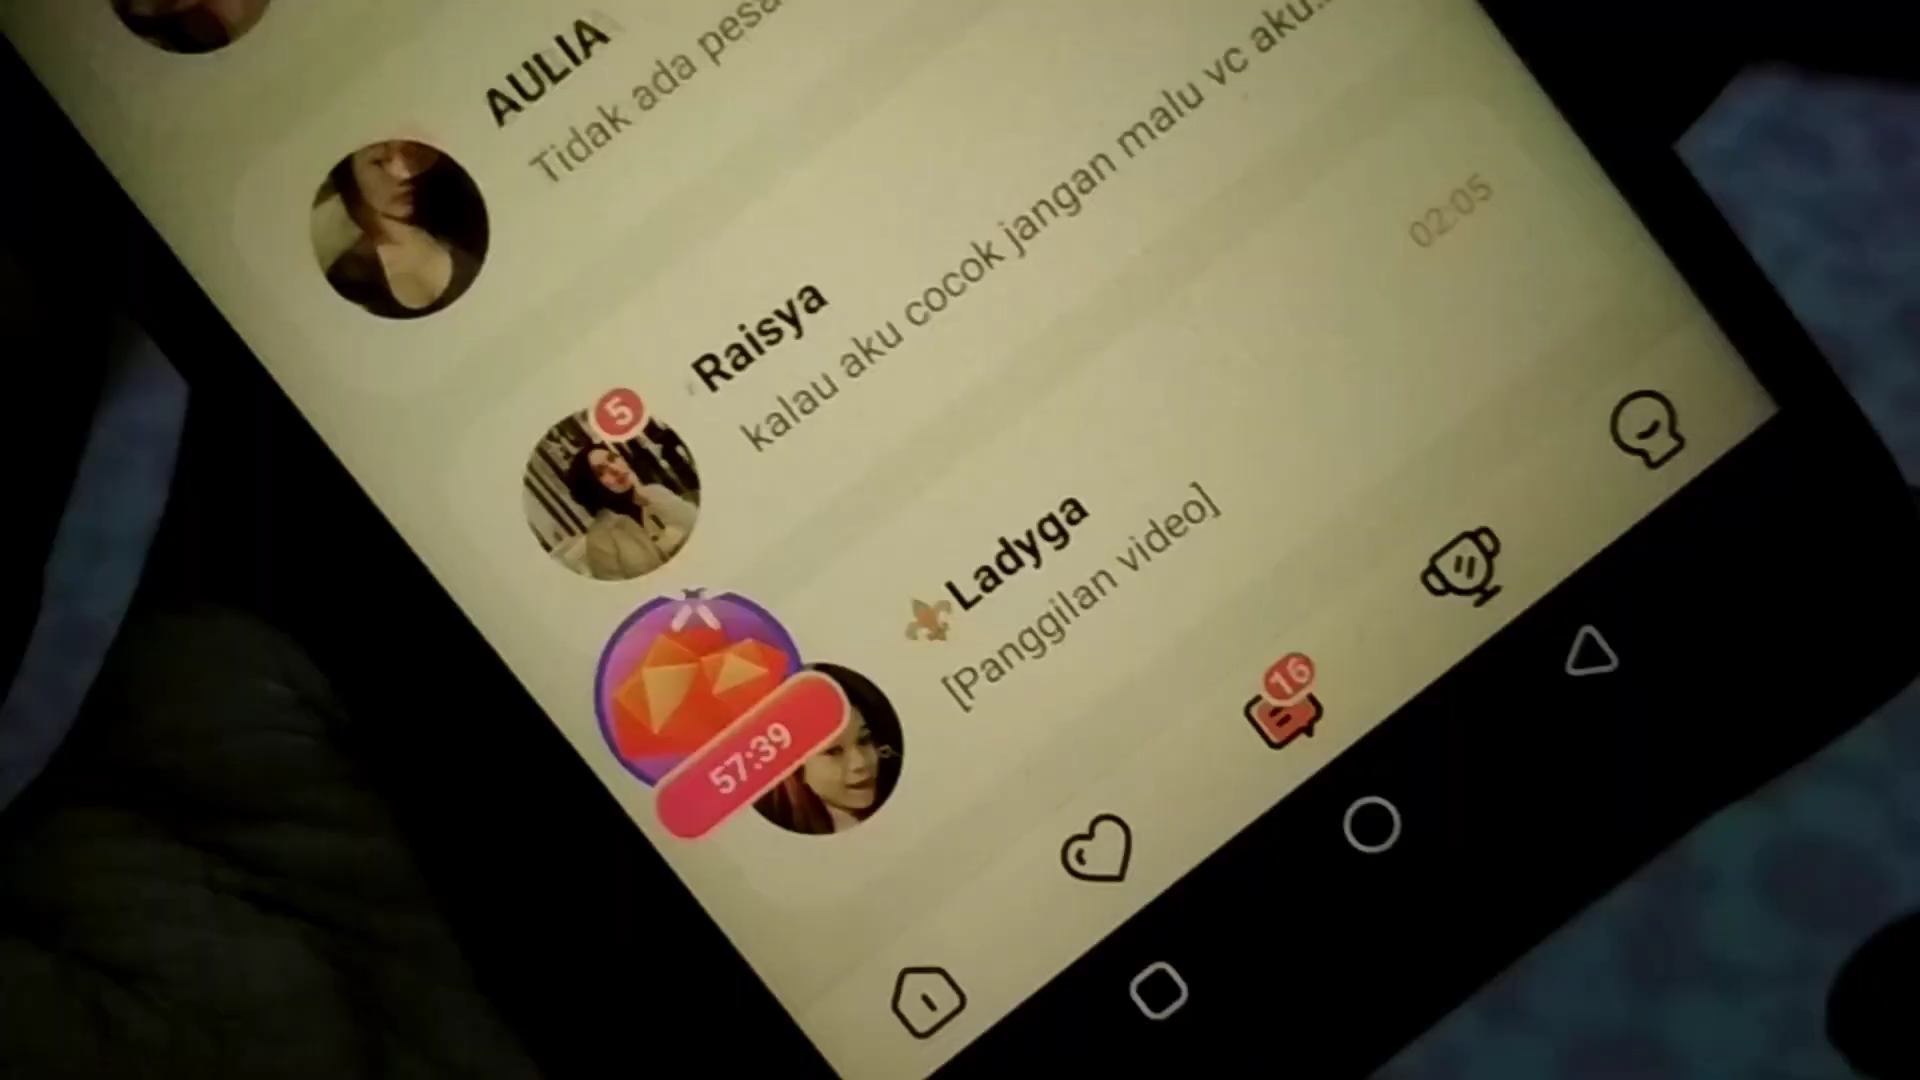 AULIA
Tidak ada pesa
Raisya
kalau aku cocok jangan malu vc aku...
5
02:05
Ladyga
[Panggilan video]
57:39
16